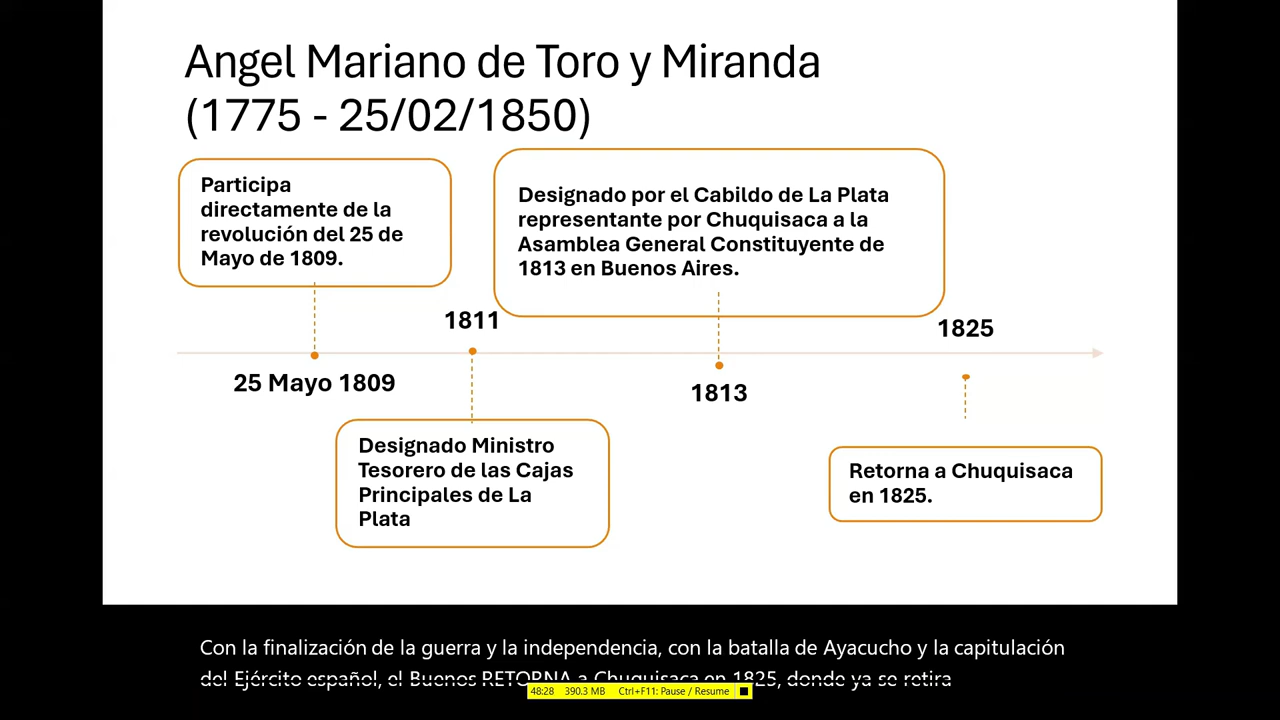 Angel Mariano de Toro y Miranda
(1775 - 25/02/1850)
Participa
directamente de la
revolución del 25 de
Mayo de 1809.
Designado por el Cabildo de La Plata
representante por Chuquisaca a la
Asamblea General Constituyente de
1813 en Buenos Aires.
1811
1825
25 Mayo 1809
1813
Designado Ministro
Tesorero de las Cajas
Principales de La
Plata
Retorna a Chuquisaca
en 1825.
Con la finalización de la guerra y la independencia, con la batalla de Ayacucho y la capitulación
del Ejército español, el Buenos RETORNA a Chuquisaca en 1825, donde ya se retira
48:28 390.3 MB Ctrl+F11: Pause / Resume